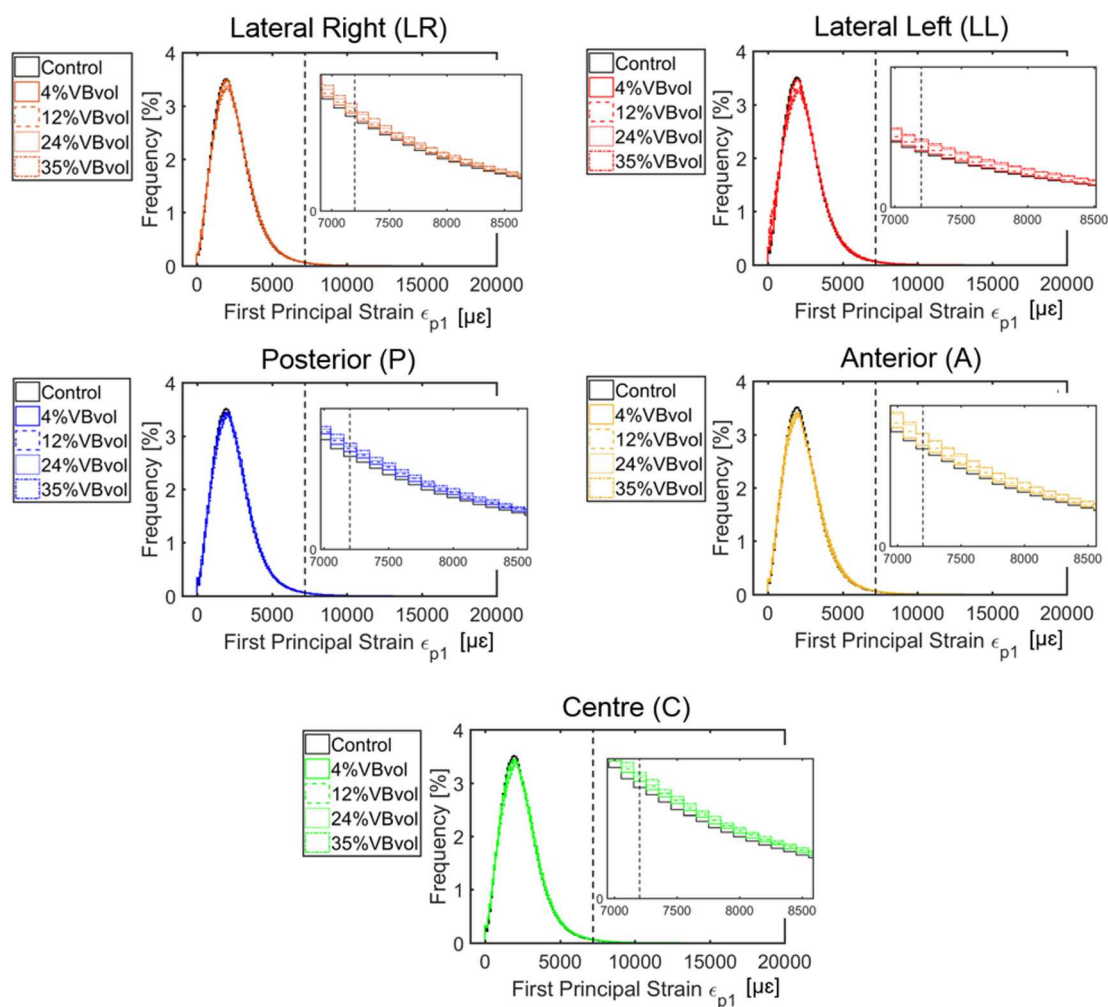 Lateral Right (LR)
Control
4%VBvol
12%VBvol
24%VBvol
35%VBvol
Frequency [%]
4
3
2
1
0
0
7000 7500 8000 8500
0 5000 10000 15000 20000
First Principal Strain ϵp1 [µε]
Lateral Left (LL)
Control
4%VBvol
12%VBvol
24%VBvol
35%VBvol
Frequency [%]
4
3
2
1
0
0
7000 7500 8000 8500
0 5000 10000 15000 20000
First Principal Strain ϵp1 [µε]
Posterior (P)
Control
4%VBvol
12%VBvol
24%VBvol
35%VBvol
Frequency [%]
4
3
2
1
0
0
7000 7500 8000 8500
0 5000 10000 15000 20000
First Principal Strain ϵp1 [µε]
Anterior (A)
Control
4%VBvol
12%VBvol
24%VBvol
35%VBvol
Frequency [%]
4
3
2
1
0
0
7000 7500 8000 8500
0 5000 10000 15000 20000
First Principal Strain ϵp1 [µε]
Centre (C)
Control
4%VBvol
12%VBvol
24%VBvol
35%VBvol
Frequency [%]
4
3
2
1
0
0
7000 7500 8000 8500
0 5000 10000 15000 20000
First Principal Strain ϵp1 [µε]